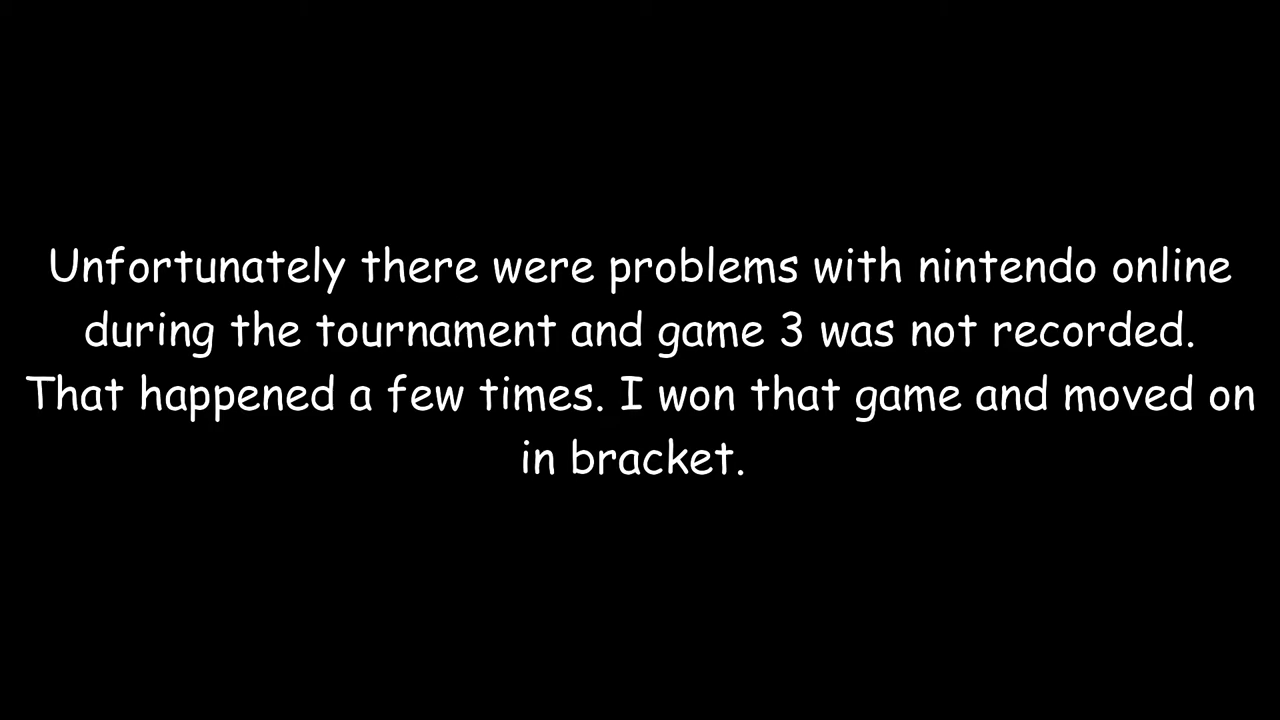 Unfortunately there were problems with nintendo online
during the tournament and game 3 was not recorded.
That happened a few times. I won that game and moved on
in bracket.